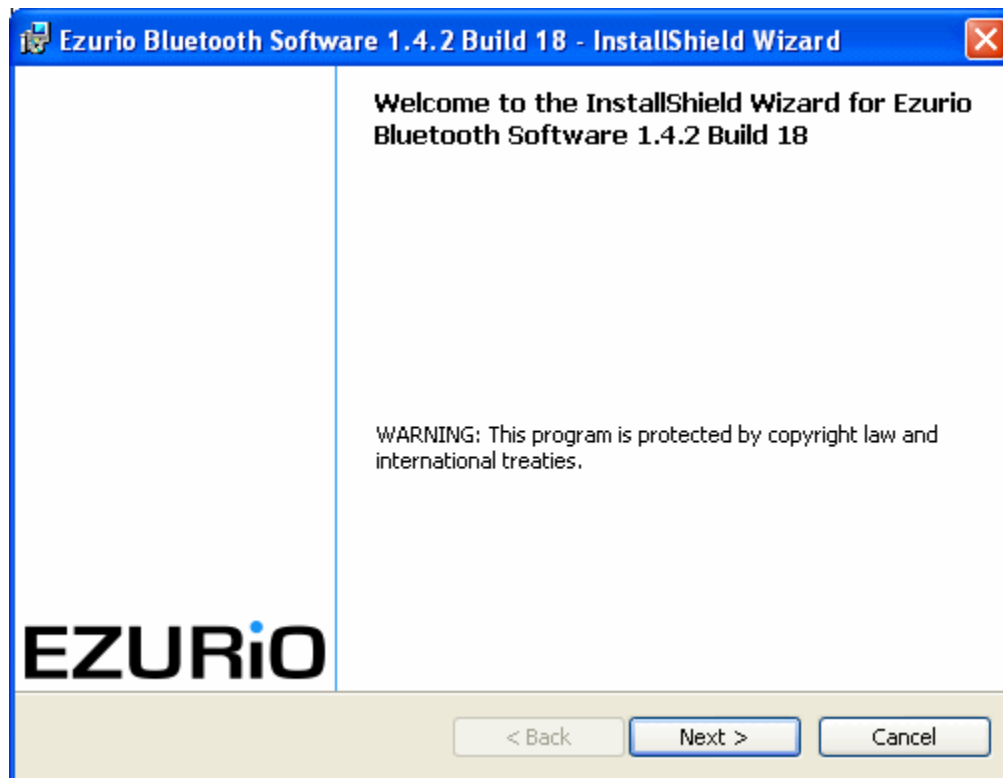 Ezurio Bluetooth Software 1.4.2 Build 18 - InstallShield Wizard
Welcome to the InstallShield Wizard for Ezurio
Bluetooth Software 1.4.2 Build 18
WARNING: This program is protected by copyright law and
international treaties.
EZURiO
< Back
Next >
Cancel